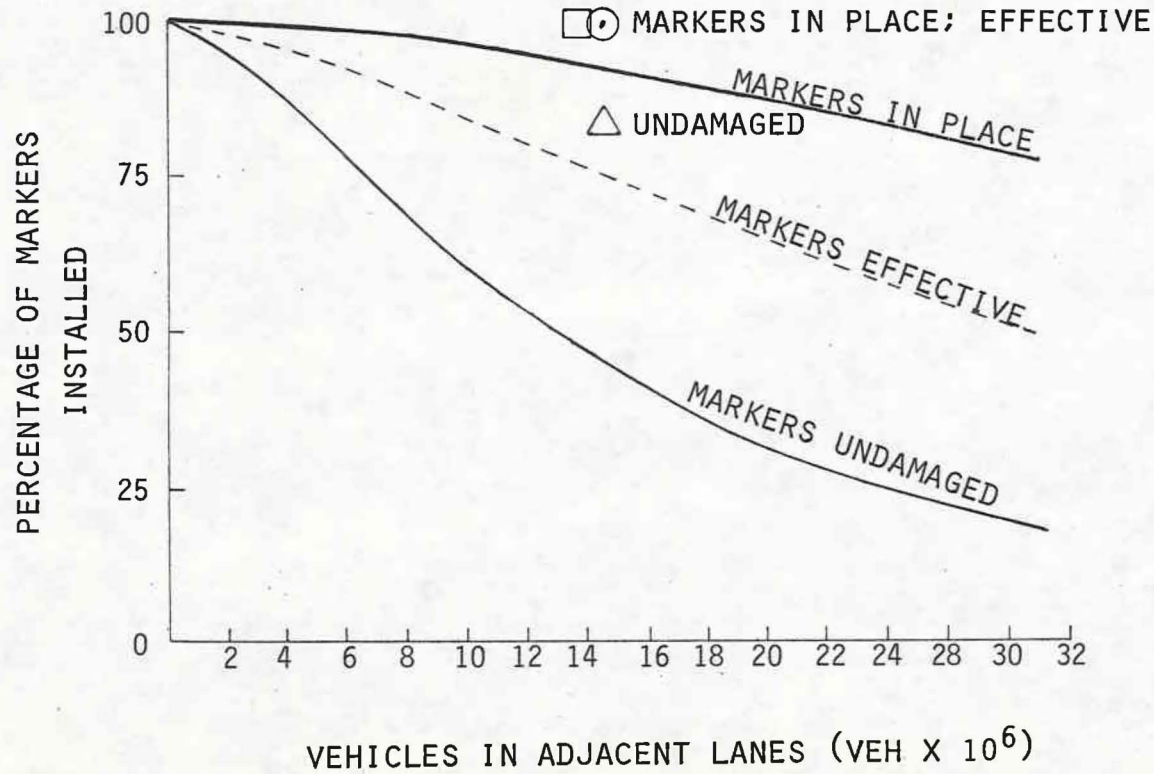 □⊙ MARKERS IN PLACE; EFFECTIVE
100
MARKERS IN PLACE
△ UNDAMAGED
75
MARKERS EFFECTIVE
50
MARKERS UNDAMAGED
25
0
PERCENTAGE OF MARKERS
INSTALLED
2 4 6 8 10 12 14 16 18 20 22 24 28 32
VEHICLES IN ADJACENT LANES (VEH X 10⁶)